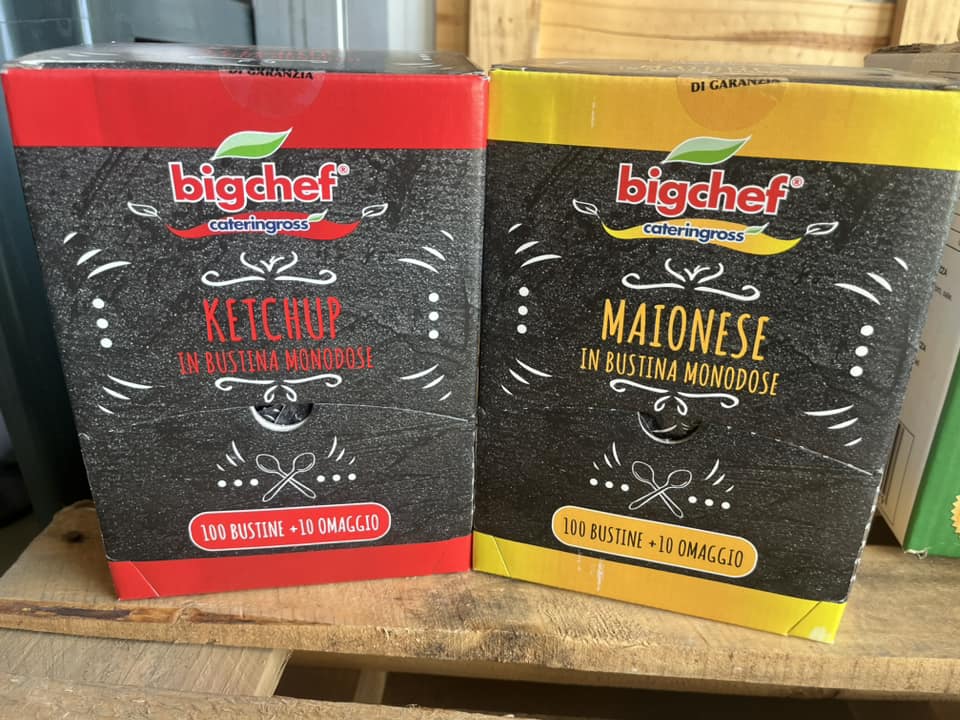 DI GARANZIA
bigchef®
cateringross
KETCHUP
IN BUSTINA MONODOSE
100 BUSTINE +10 OMAGGIO
DI GARANZIA
bigchef®
cateringross
MAIONESE
IN BUSTINA MONODOSE
100 BUSTINE +10 OMAGGIO